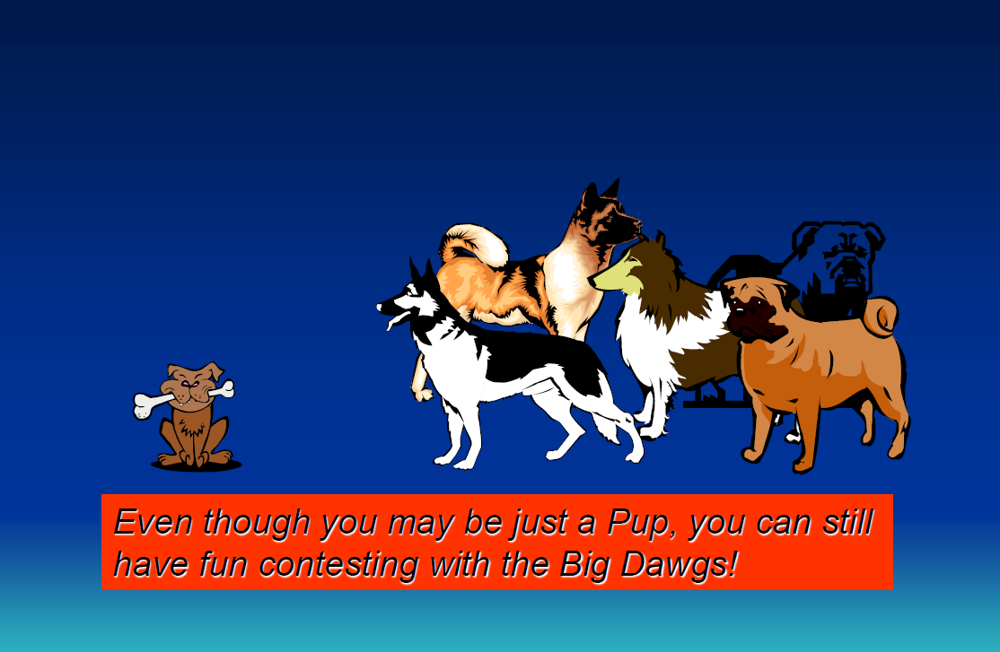 Even though you may be just a Pup, you can still
have fun contesting with the Big Dawgs!